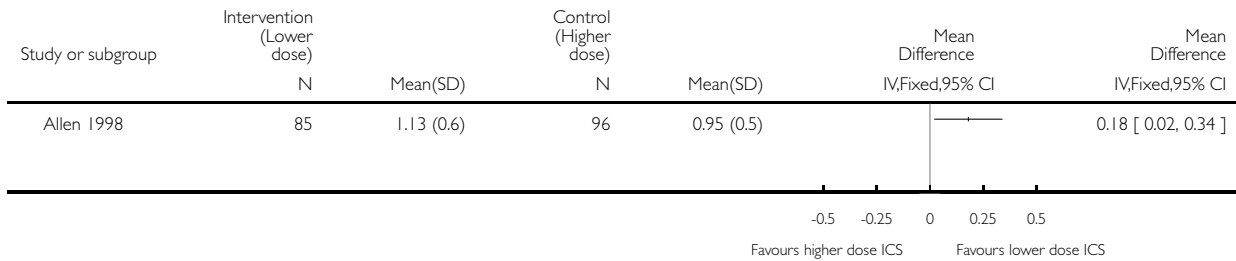 Study or subgroup
Intervention
(Lower
dose)
Control
(Higher
dose)
Mean
Difference
Mean
Difference
N Mean(SD) N Mean(SD) IV,Fixed,95% CI IV,Fixed,95% CI
Allen 1998 85 1.13 (0.6) 96 0.95 (0.5) 0.18 [ 0.02, 0.34 ]
-0.5 -0.25 0 0.25 0.5
Favours higher dose ICS Favours lower dose ICS